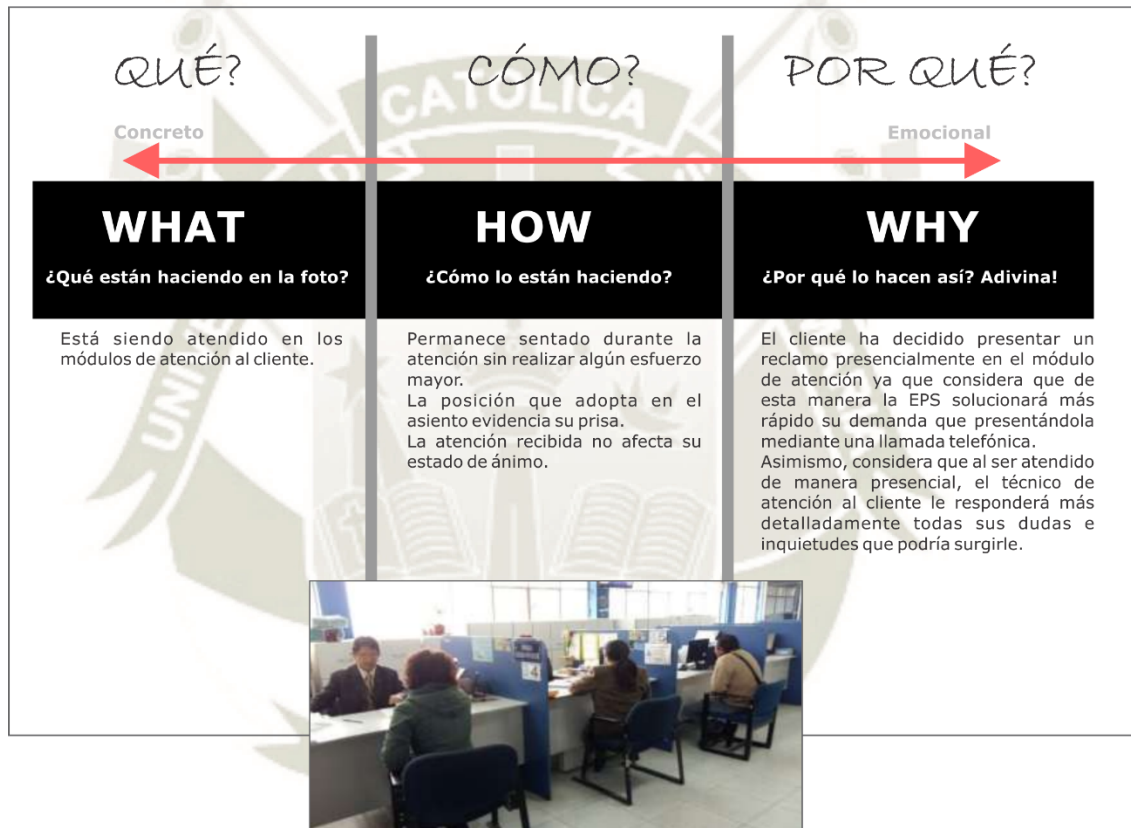 QUÉ?
CÓMO?
POR QUÉ?
Concreto
Emocional
WHAT
¿Qué están haciendo en la foto?
HOW
¿Cómo lo están haciendo?
WHY
¿Por qué lo hacen así? Adivina!
Está siendo atendido en los
módulos de atención al cliente.
Permanece sentado durante la
atención sin realizar algún esfuerzo
mayor.
La posición que adopta en el
asiento evidencia su prisa.
La atención recibida no afecta su
estado de ánimo.
El cliente ha decidido presentar un
reclamo presencialmente en el módulo
de atención ya que considera que de
esta manera la EPS solucionará más
rápido su demanda que presentándola
mediante una llamada telefónica.
Asimismo, considera que al ser atendido
de manera presencial, el técnico de
atención al cliente le responderá más
detalladamente todas sus dudas e
inquietudes que podría surgirle.
CATOLICA